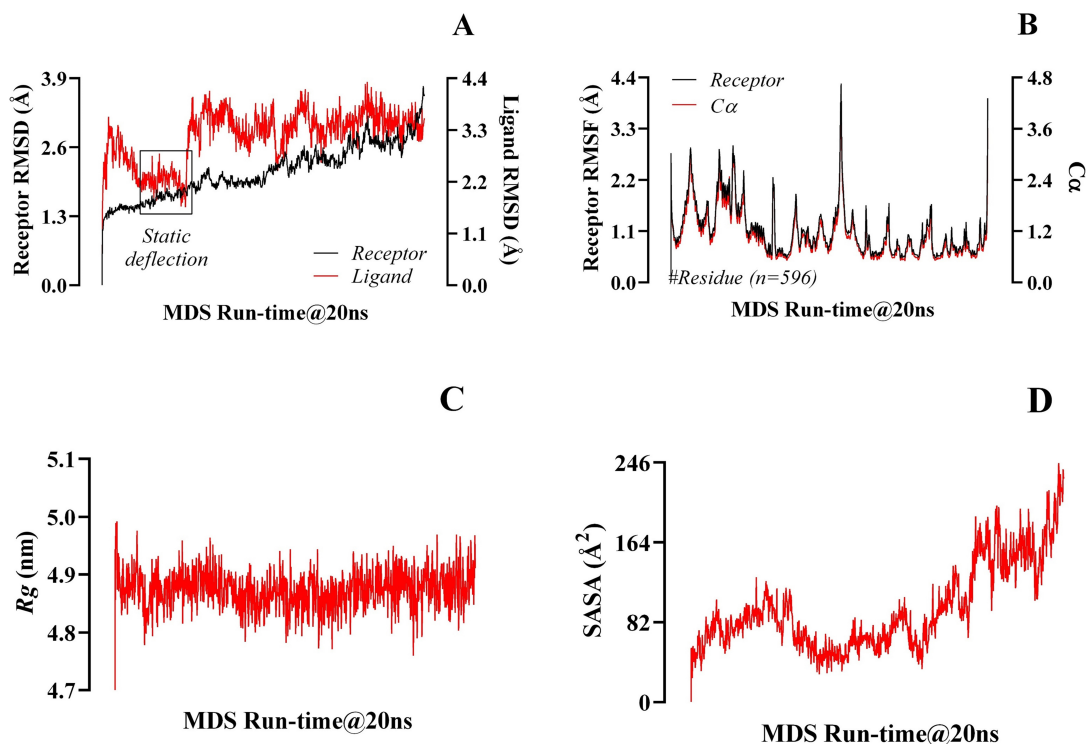 A
Receptor RMSD (Å)
3.9
2.6
1.3
0.0
4.4
3.3
2.2
1.1
0.0
Ligand RMSD (Å)
Static
deflection
Receptor
Ligand
MDS Run-time@20ns
B
Receptor RMSF (Å)
4.4
3.3
2.2
1.1
0.0
Receptor
Cα
4.8
3.6
2.4
1.2
0.0
Cα
#Residue (n=596)
MDS Run-time@20ns
C
Rg (nm)
5.1
5.0
4.9
4.8
4.7
MDS Run-time@20ns
D
SASA (Å²)
246
164
82
0
MDS Run-time@20ns